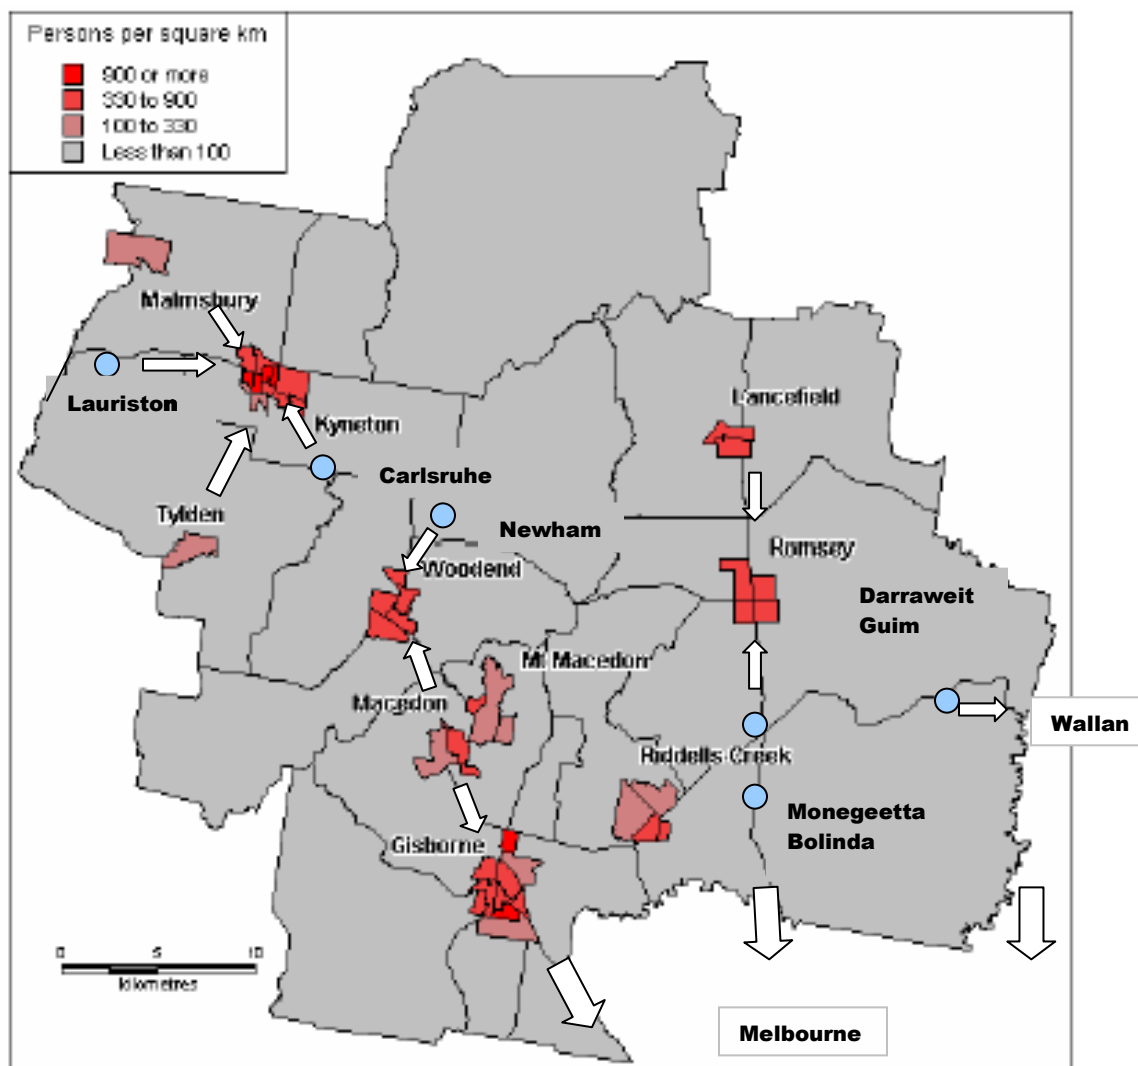 Persons per square km
900 or more
330 to 900
100 to 330
Less than 100
Malmsbury
Lauriston
Kyneton
Lancefield
Carlsruhe
Tylden
Newham
Romsey
Woodend
Darraweit
Guim
Mt Macedon
Macedon
Wallan
Riddells Creek
Monegeetta
Bolinda
Gisborne
0 5 10
kilometres
Melbourne